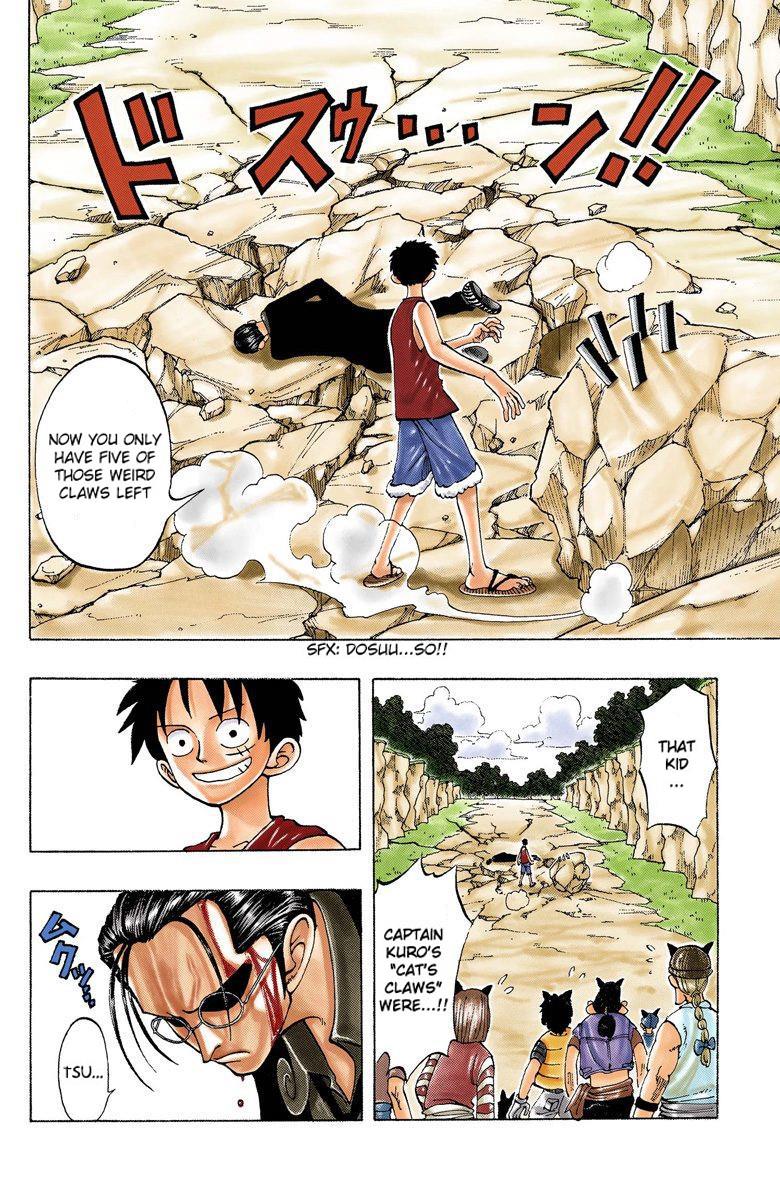 ドスゥ・・・ン!!
NOW YOU ONLY
HAVE FIVE OF
THOSE WEIRD
CLAWS LEFT
SFX: DOSUU...SO!!
THAT
KID
...
CAPTAIN
KURO'S
"CAT'S
CLAWS"
WERE...!!
ムクッ...
TSU...